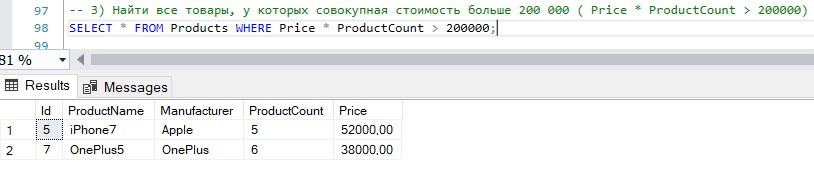 97 -- 3) Найти все товары, у которых совокупная стоимость больше 200 000 ( Price * ProductCount > 200000)
98 SELECT * FROM Products WHERE Price * ProductCount > 200000;
99
81 %
Results Messages
Id ProductName Manufacturer ProductCount Price
1 5 iPhone7 Apple 5 52000,00
2 7 OnePlus5 OnePlus 6 38000,00